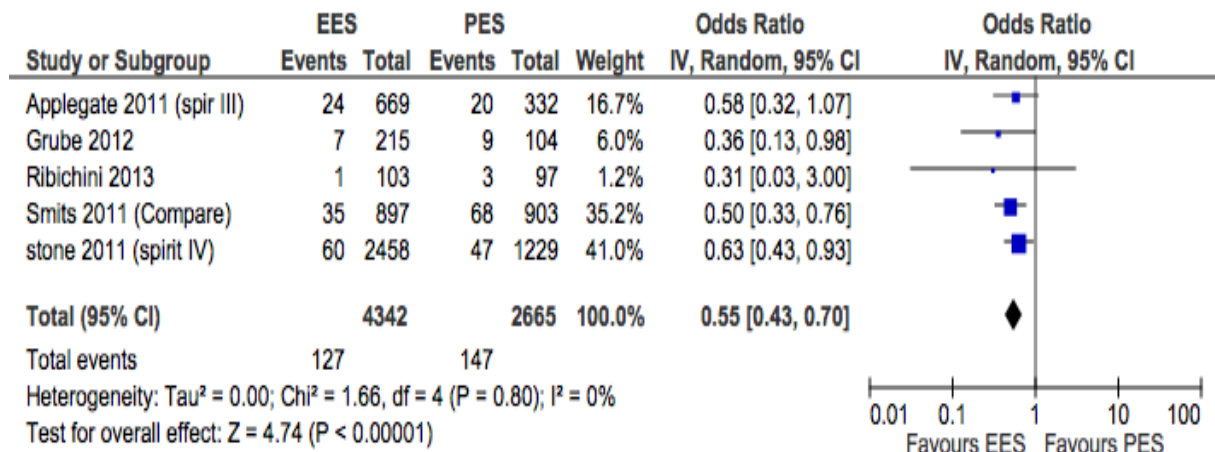 EES PES Odds Ratio Odds Ratio
Study or Subgroup Events Total Events Total Weight IV, Random, 95% CI IV, Random, 95% CI
Applegate 2011 (spir III) 24 669 20 332 16.7% 0.58 [0.32, 1.07]
Grube 2012 7 215 9 104 6.0% 0.36 [0.13, 0.98]
Ribichini 2013 1 103 3 97 1.2% 0.31 [0.03, 3.00]
Smits 2011 (Compare) 35 897 68 903 35.2% 0.50 [0.33, 0.76]
stone 2011 (spirit IV) 60 2458 47 1229 41.0% 0.63 [0.43, 0.93]
Total (95% CI) 4342 2665 100.0% 0.55 [0.43, 0.70]
Total events 127 147
Heterogeneity: Tau² = 0.00; Chi² = 1.66, df = 4 (P = 0.80); I² = 0%
Test for overall effect: Z = 4.74 (P < 0.00001)
0.01 0.1 1 10 100
Favours EES Favours PES